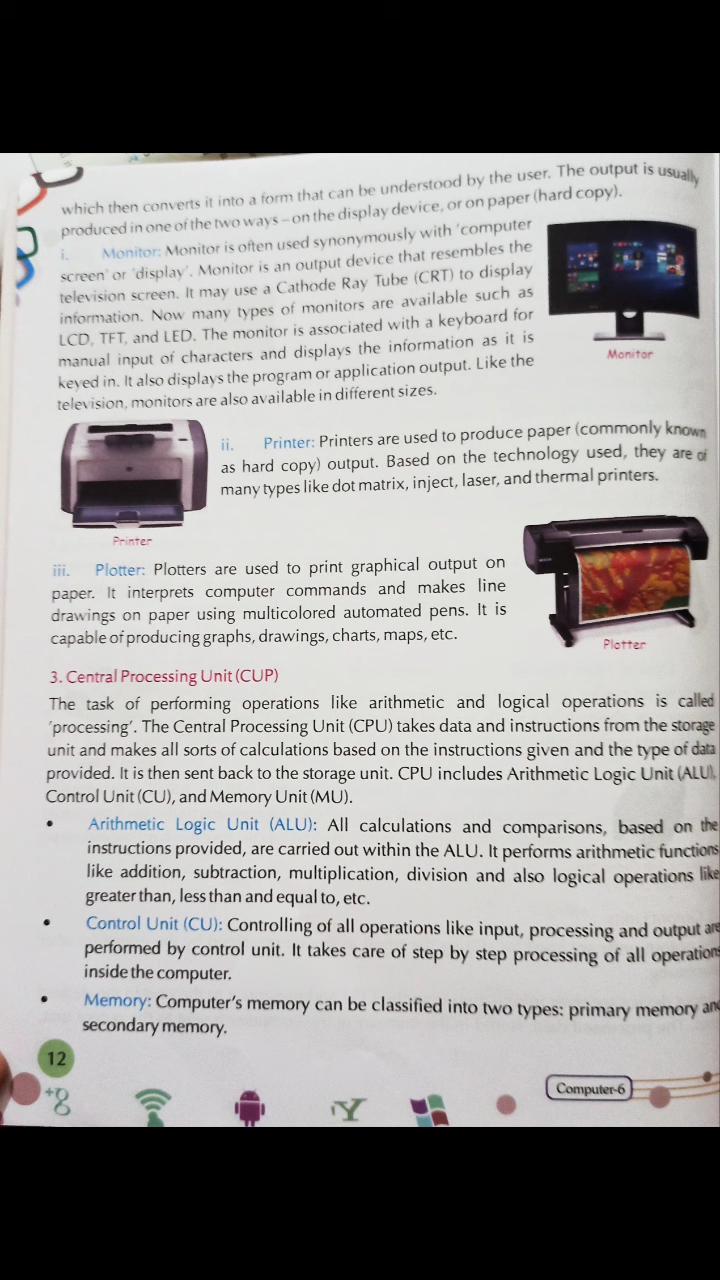 which then converts it into a form that can be understood by the user. The output is usually
produced in one of the two ways – on the display device, or on paper (hard copy).
i. Monitor: Monitor is often used synonymously with 'computer
screen' or 'display'. Monitor is an output device that resembles the
television screen. It may use a Cathode Ray Tube (CRT) to display
information. Now many types of monitors are available such as
LCD, TFT, and LED. The monitor is associated with a keyboard for
manual input of characters and displays the information as it is
keyed in. It also displays the program or application output. Like the
television, monitors are also available in different sizes.
Monitor
ii. Printer: Printers are used to produce paper (commonly known
as hard copy) output. Based on the technology used, they are of
many types like dot matrix, inject, laser, and thermal printers.
Printer
iii. Plotter: Plotters are used to print graphical output on
paper. It interprets computer commands and makes line
drawings on paper using multicolored automated pens. It is
capable of producing graphs, drawings, charts, maps, etc.
Plotter
3. Central Processing Unit (CUP)
The task of performing operations like arithmetic and logical operations is called
'processing'. The Central Processing Unit (CPU) takes data and instructions from the storage
unit and makes all sorts of calculations based on the instructions given and the type of data
provided. It is then sent back to the storage unit. CPU includes Arithmetic Logic Unit (ALU),
Control Unit (CU), and Memory Unit (MU).
• Arithmetic Logic Unit (ALU): All calculations and comparisons, based on the
instructions provided, are carried out within the ALU. It performs arithmetic functions
like addition, subtraction, multiplication, division and also logical operations like
greater than, less than and equal to, etc.
• Control Unit (CU): Controlling of all operations like input, processing and output are
performed by control unit. It takes care of step by step processing of all operations
inside the computer.
• Memory: Computer's memory can be classified into two types: primary memory and
secondary memory.
12
+g
Y
Computer-6